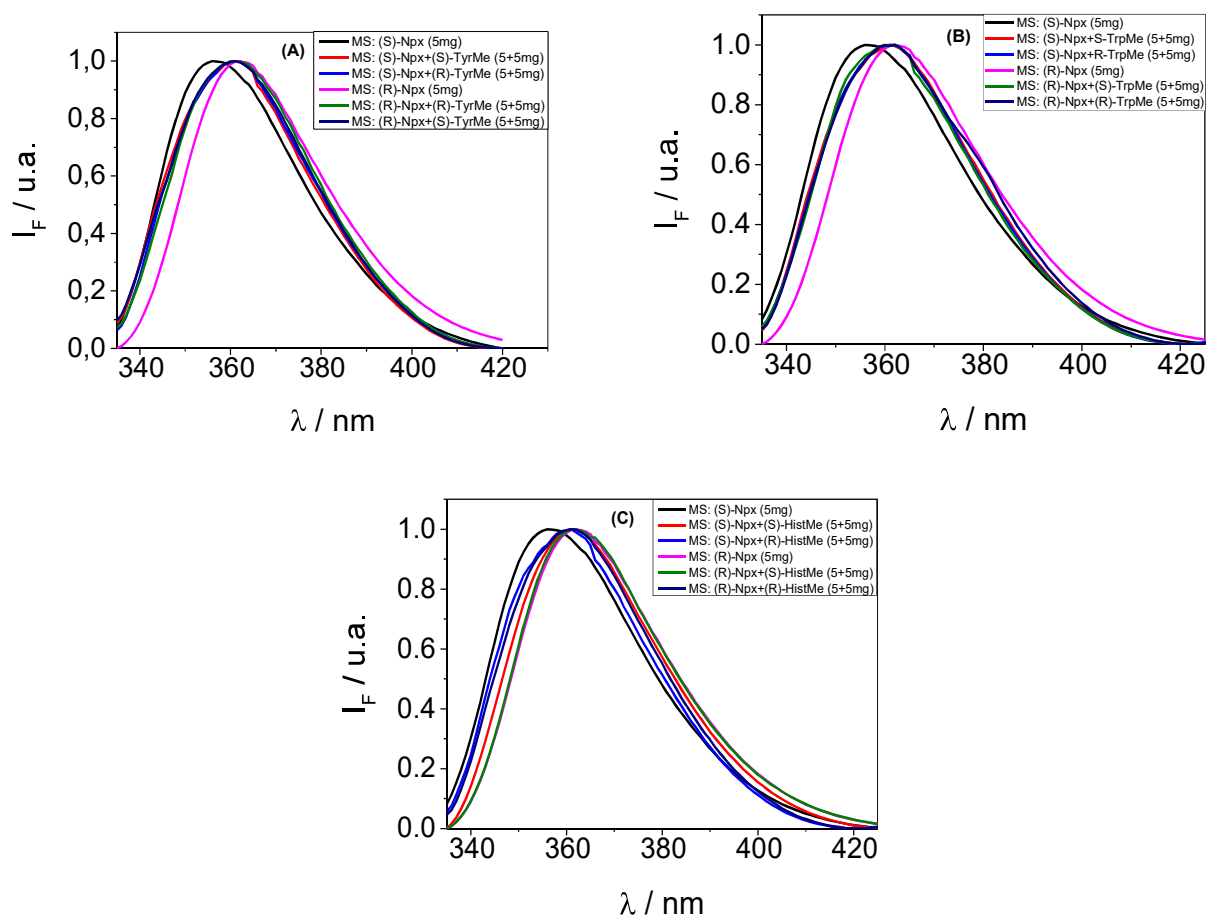 (A)
MS: (S)-Npx (5mg)
MS: (S)-Npx+(S)-TyrMe (5+5mg)
MS: (S)-Npx+(R)-TyrMe (5+5mg)
MS: (R)-Npx (5mg)
MS: (R)-Npx+(R)-TyrMe (5+5mg)
MS: (R)-Npx+(S)-TyrMe (5+5mg)
1,0
0,8
0,6
0,4
0,2
0,0
I_F / u.a.
340 360 380 400 420
λ / nm
(B)
MS: (S)-Npx (5mg)
MS: (S)-Npx+S-TrpMe (5+5mg)
MS: (S)-Npx+R-TrpMe (5+5mg)
MS: (R)-Npx (5mg)
MS: (R)-Npx+(S)-TrpMe (5+5mg)
MS: (R)-Npx+(R)-TrpMe (5+5mg)
1.0
0.8
0.6
0.4
0.2
0.0
I_F / u.a.
340 360 380 400 420
λ / nm
(C)
MS: (S)-Npx (5mg)
MS: (S)-Npx+(S)-HistMe (5+5mg)
MS: (S)-Npx+(R)-HistMe (5+5mg)
MS: (R)-Npx (5mg)
MS: (R)-Npx+(S)-HistMe (5+5mg)
MS: (R)-Npx+(R)-HistMe (5+5mg)
1.0
0.8
0.6
0.4
0.2
0.0
I_F / u.a.
340 360 380 400 420
λ / nm